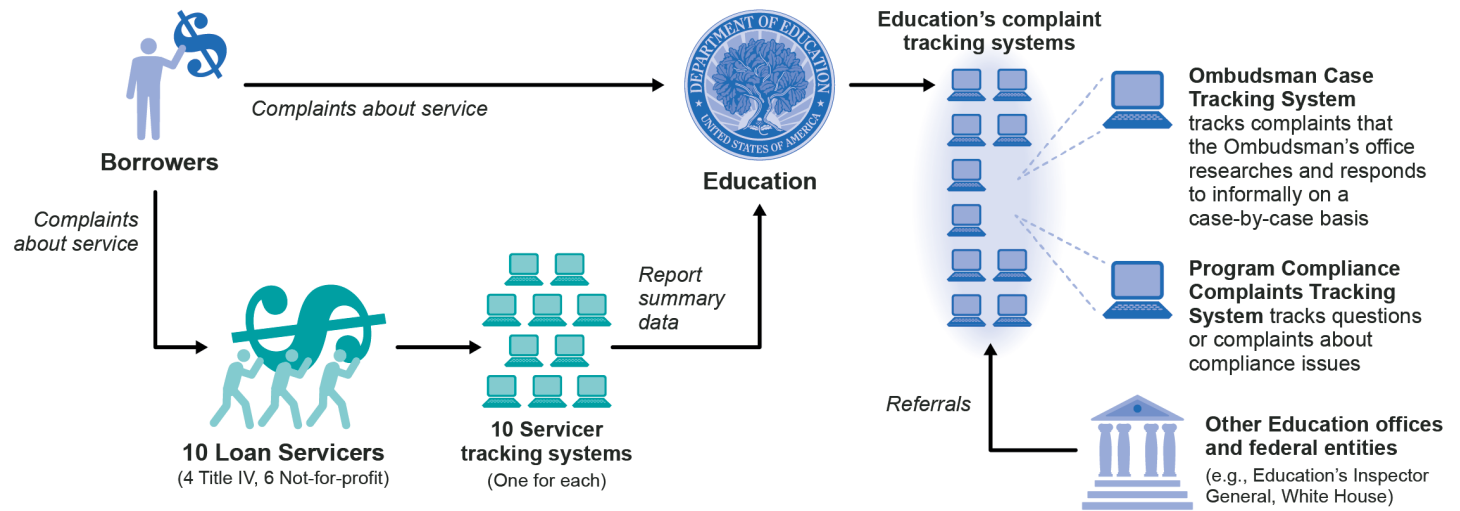 Borrowers
Complaints about service
Complaints
about service
10 Loan Servicers
(4 Title IV, 6 Not-for-profit)
10 Servicer
tracking systems
(One for each)
Report
summary
data
DEPARTMENT OF EDUCATION
UNITED STATES OF AMERICA
Education
Education’s complaint
tracking systems
Ombudsman Case
Tracking System
tracks complaints that
the Ombudsman’s office
researches and responds
to informally on a
case-by-case basis
Program Compliance
Complaints Tracking
System tracks questions
or complaints about
compliance issues
Referrals
Other Education offices
and federal entities
(e.g., Education’s Inspector
General, White House)